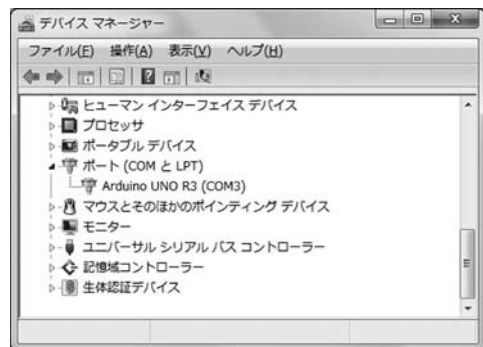 デバイス マネージャー
ファイル(F) 操作(A) 表示(V) ヘルプ(H)
ヒューマン インターフェイス デバイス
プロセッサ
ポータブル デバイス
ポート (COM と LPT)
Arduino UNO R3 (COM3)
マウスとそのほかのポインティング デバイス
モニター
ユニバーサル シリアル バス コントローラー
記憶域コントローラー
生体認証デバイス